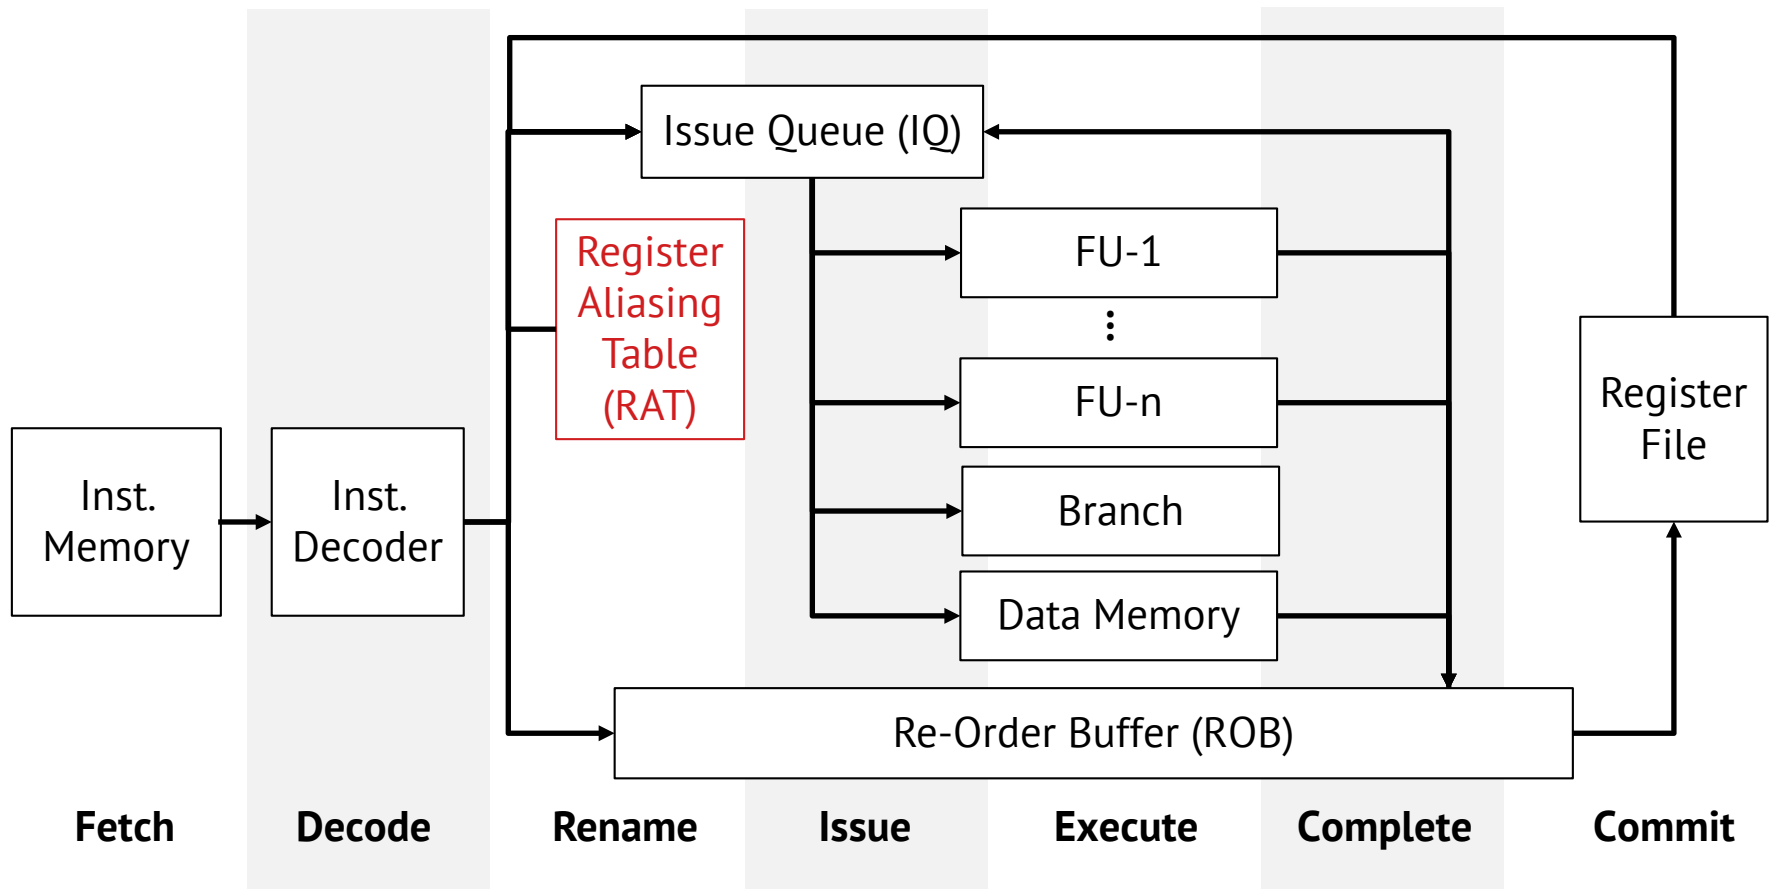 Issue Queue (IQ)
Register
Aliasing
Table
(RAT)
FU-1
FU-n
Branch
Data Memory
Inst.
Memory
Inst.
Decoder
Register
File
Re-Order Buffer (ROB)
Fetch
Decode
Rename
Issue
Execute
Complete
Commit